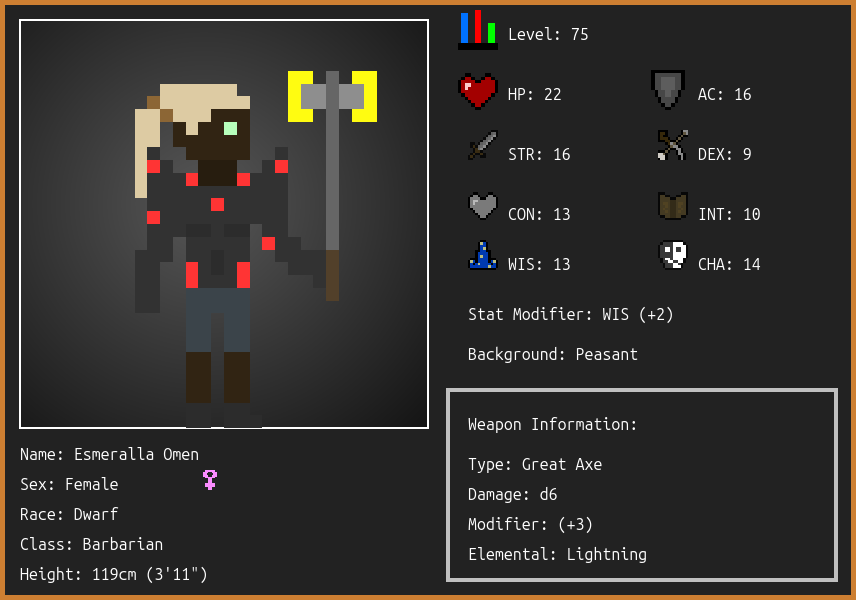 Level: 75
HP: 22
AC: 16
STR: 16
DEX: 9
CON: 13
INT: 10
WIS: 13
CHA: 14
Stat Modifier: WIS (+2)
Background: Peasant
Weapon Information:
Type: Great Axe
Damage: d6
Modifier: (+3)
Elemental: Lightning
Name: Esmeralla Omen
Sex: Female
Race: Dwarf
Class: Barbarian
Height: 119cm (3'11")